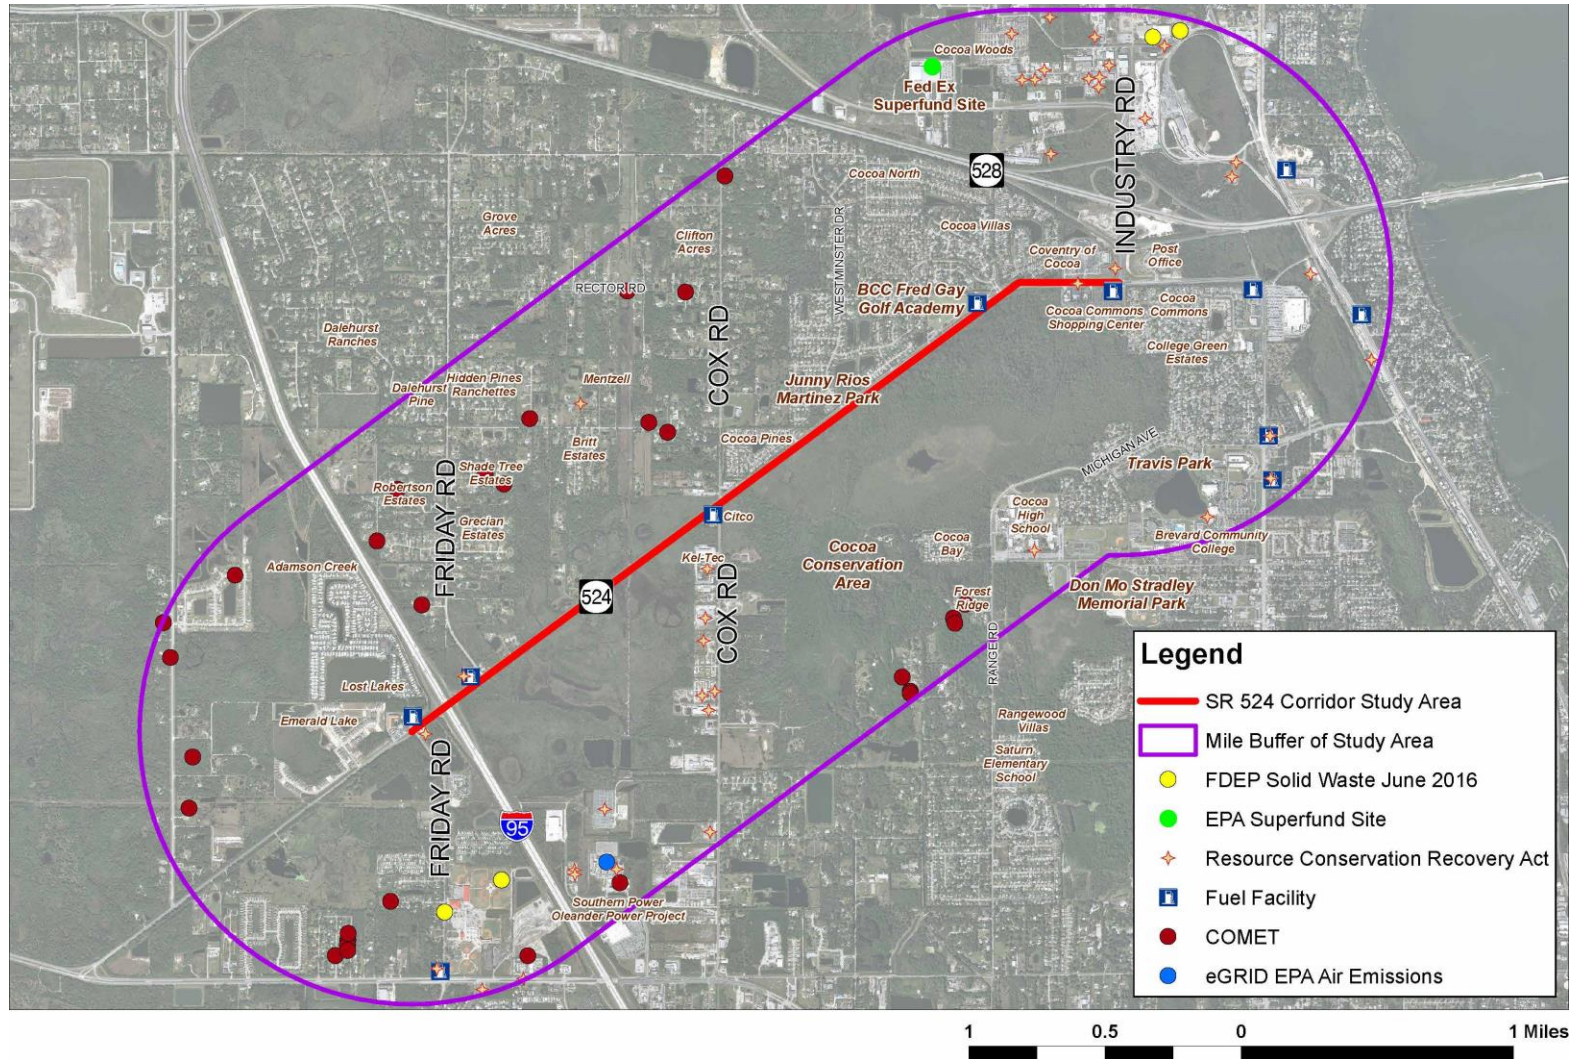 Cocoa Woods
Fed Ex
Superfund Site
INDUSTRY RD
528
Cocoa North
Grove
Acres
Clifton
Acres
WESTMINSTER DR
Cocoa Villas
Coventry of
Cocoa
Post
Office
RECTOR RD
BCC Fred Gay
Golf Academy
Cocoa Commons
Shopping Center
Cocoa
Commons
College Green
Estates
Dalehurst
Ranches
COX RD
Dalehurst
Pine
Hidden Pines
Ranchettes
Mentzell
Junny Rios
Martinez Park
Britt
Estates
Cocoa Pines
MICHIGAN AVE
Travis Park
Robertson
Estates
Shade Tree
Estates
FRIDAY RD
Grecian
Estates
Citco
Cocoa
High
School
Cocoa
Bay
Brevard Community
College
Adamson Creek
Kel-Tec
Cocoa
Conservation
Area
524
COX RD
Forest
Ridge
Don Mo Stradley
Memorial Park
RANGE RD
Lost Lakes
Emerald Lake
Rangewood
Villas
Saturn
Elementary
School
FRIDAY RD
95
Southern Power
Oleander Power Project
Legend
SR 524 Corridor Study Area
Mile Buffer of Study Area
FDEP Solid Waste June 2016
EPA Superfund Site
Resource Conservation Recovery Act
Fuel Facility
COMET
eGRID EPA Air Emissions
1 0.5 0 1 Miles